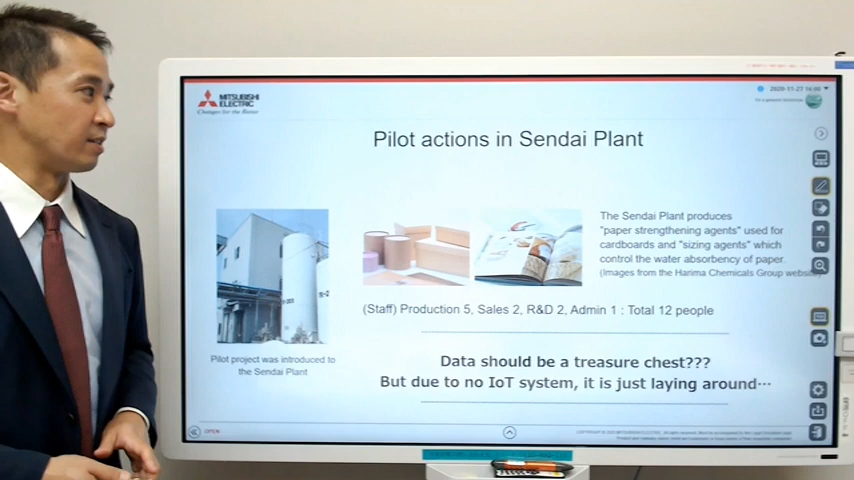 MITSUBISHI
ELECTRIC
Changes for the Better
2020-11-27 16:00
for a greener tomorrow
Pilot actions in Sendai Plant
The Sendai Plant produces
"paper strengthening agents" used for
cardboards and "sizing agents" which
control the water absorbency of paper.
(Images from the Harima Chemicals Group website)
(Staff) Production 5, Sales 2, R&D 2, Admin 1 : Total 12 people
Pilot project was introduced to
the Sendai Plant
Data should be a treasure chest???
But due to no IoT system, it is just laying around…
OPEN